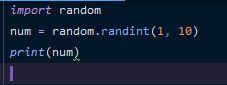 import random
num = random.randint(1, 10)
print(num)